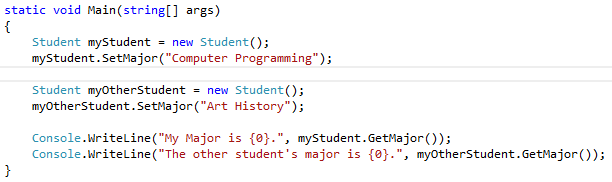 static void Main(string[] args)
{
    Student myStudent = new Student();
    myStudent.SetMajor("Computer Programming");

    Student myOtherStudent = new Student();
    myOtherStudent.SetMajor("Art History");

    Console.WriteLine("My Major is {0}.", myStudent.GetMajor());
    Console.WriteLine("The other student's major is {0}.", myOtherStudent.GetMajor());
}